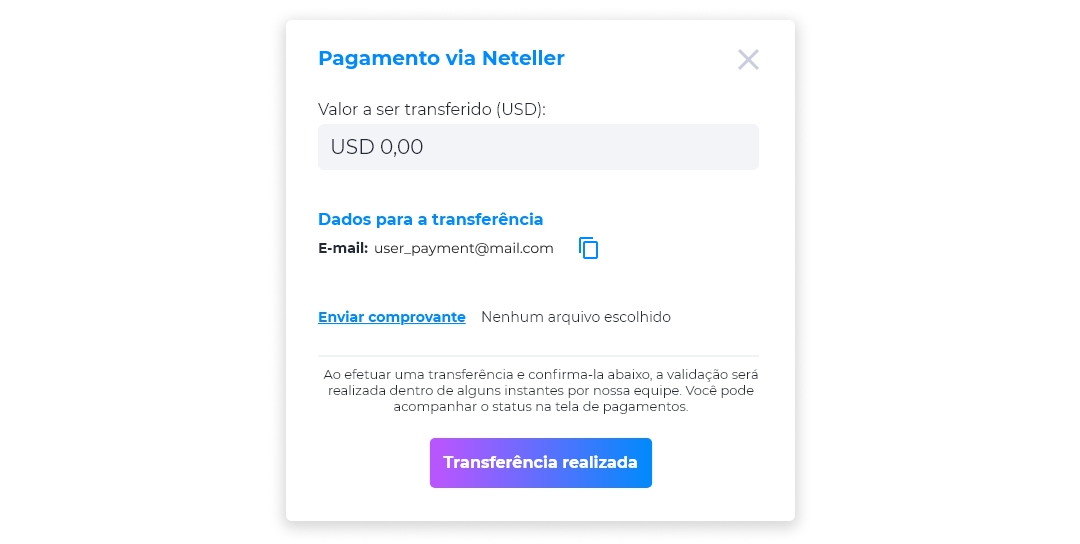 Pagamento via Neteller
Valor a ser transferido (USD):
USD 0,00
Dados para a transferência
E-mail: user_payment@mail.com
Enviar comprovante Nenhum arquivo escolhido
Ao efetuar uma transferência e confirma-la abaixo, a validação será
realizada dentro de alguns instantes por nossa equipe. Você pode
acompanhar o status na tela de pagamentos.
Transferência realizada